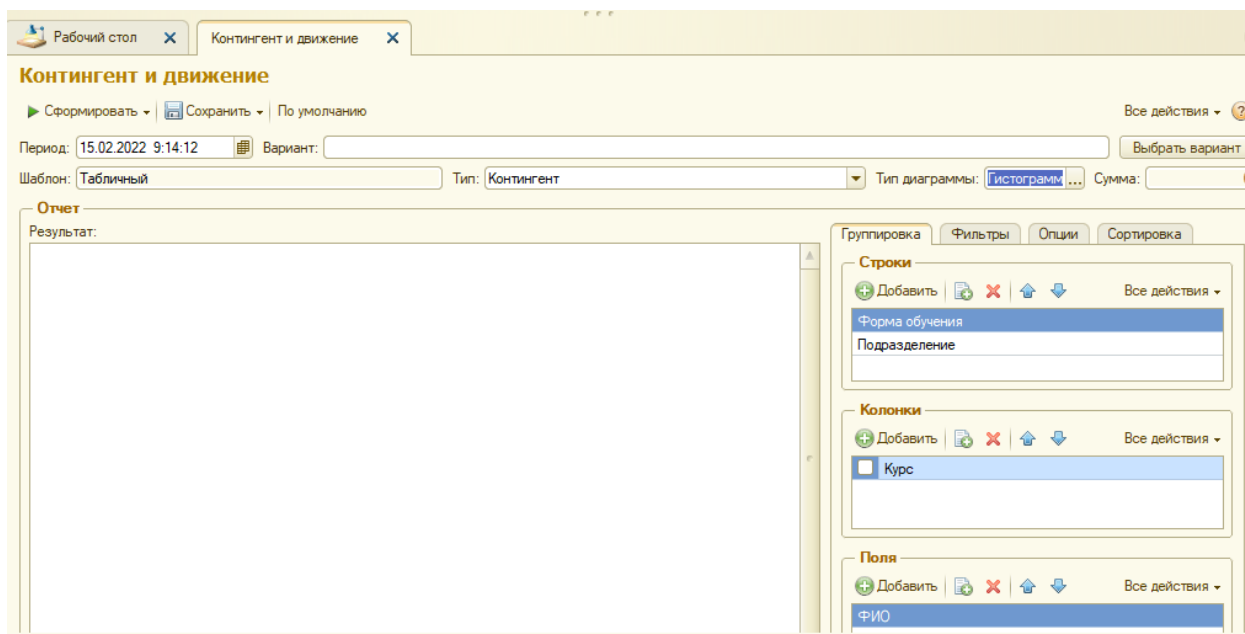 Рабочий стол Контингент и движение
Контингент и движение
Сформировать Сохранить По умолчанию Все действия
Период: 15.02.2022 9:14:12 Вариант: Выбрать вариант
Шаблон: Табличный Тип: Контингент Тип диаграммы: Гистограмм ... Сумма:
Отчет
Результат:
Группировка Фильтры Опции Сортировка
Строки
Добавить Все действия
Форма обучения
Подразделение
Колонки
Добавить Все действия
Курс
Поля
Добавить Все действия
ФИО